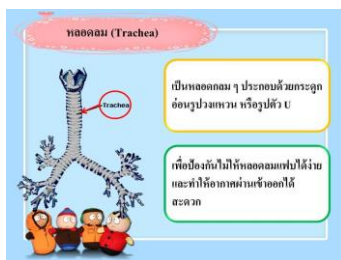 หลอดลม (Trachea)
Trachea
เป็นหลอดกลม ๆ ประกอบด้วยกระดูก
อ่อนรูปวงแหวน หรือรูปตัว U
เพื่อป้องกันไม่ให้หลอดลมแฟบได้ง่าย
และทำให้อากาศผ่านเข้าออกได้
สะดวก